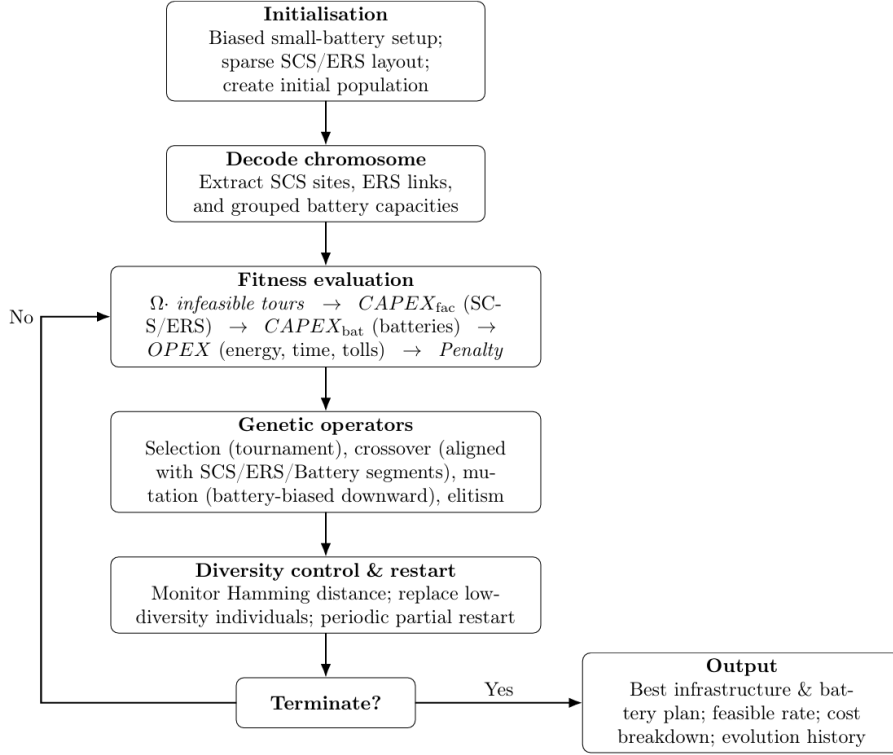 Initialisation
Biased small-battery setup;
sparse SCS/ERS layout;
create initial population
Decode chromosome
Extract SCS sites, ERS links,
and grouped battery capacities
Fitness evaluation
Ω· infeasible tours → CAPEX_fac (SC-
S/ERS) → CAPEX_bat (batteries) →
OPEX (energy, time, tolls) → Penalty
No
Genetic operators
Selection (tournament), crossover (aligned
with SCS/ERS/Battery segments), mu-
tation (battery-biased downward), elitism
Diversity control & restart
Monitor Hamming distance; replace low-
diversity individuals; periodic partial restart
Terminate?
Yes
Output
Best infrastructure & bat-
tery plan; feasible rate; cost
breakdown; evolution history